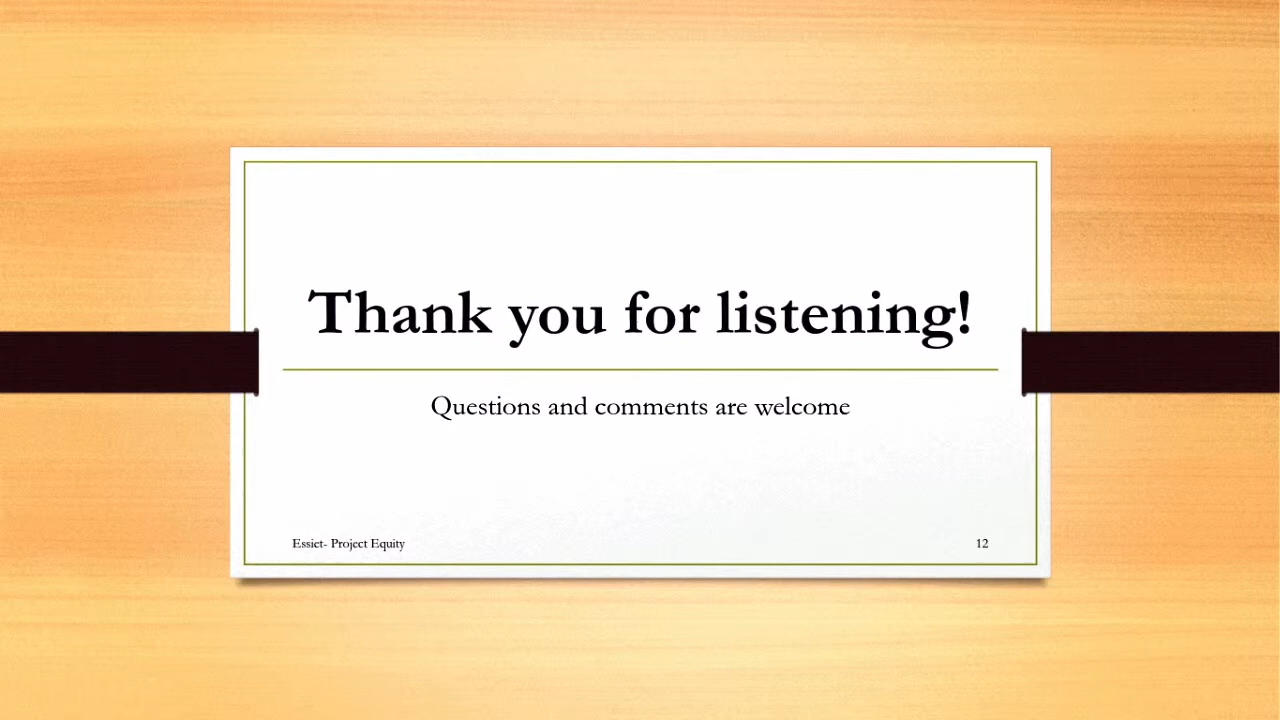 Thank you for listening!
Questions and comments are welcome
Essiet- Project Equity
12